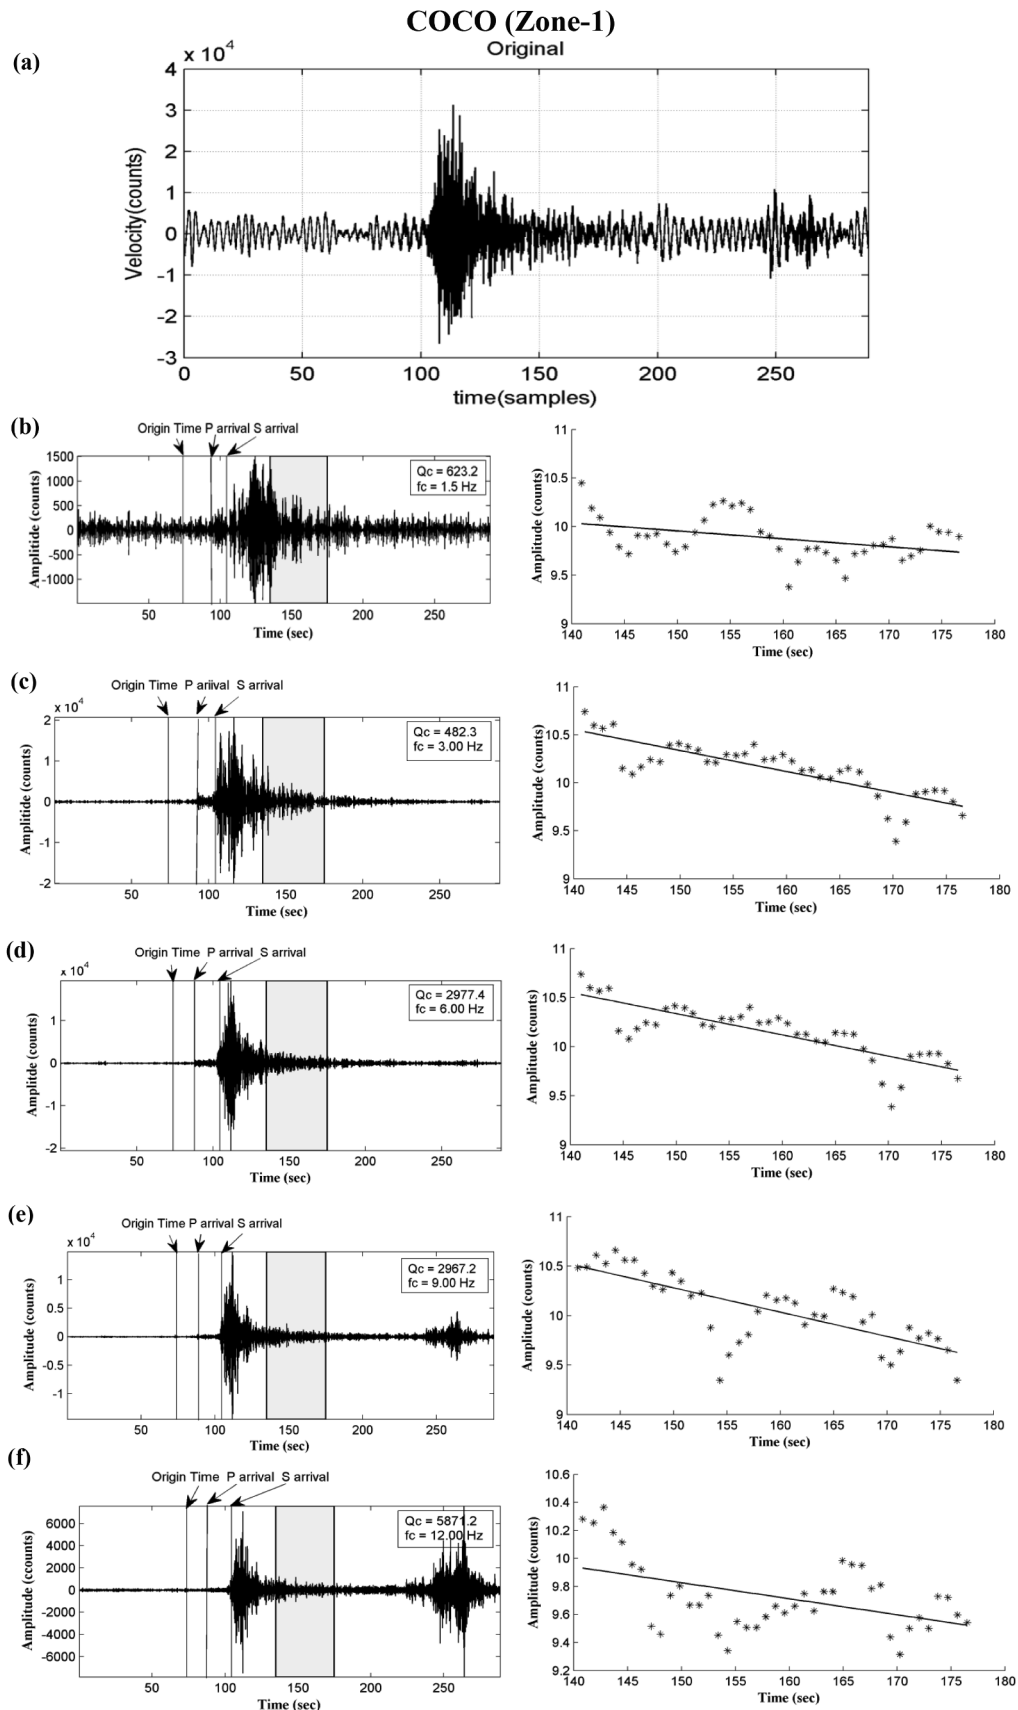 COCO (Zone-1)
Original
(a)
x 10⁴
4
3
2
1
0
-1
-2
-3
Velocity(counts)
0 50 100 150 200 250
time(samples)
(b)
Origin Time P arrival S arrival
1500
1000
500
0
-500
-1000
Amplitide (counts)
Qc = 623.2
fc = 1.5 Hz
50 100 150 200 250
Time (sec)
11
10.5
10
9.5
9
Amplitude (counts)
140 145 150 155 160 165 170 175 180
Time (sec)
(c)
Origin Time P ariival S arrival
x 10⁴
2
1
0
-1
-2
Amplitide (counts)
Qc = 482.3
fc = 3.00 Hz
50 100 150 200 250
Time (sec)
11
10.5
10
9.5
9
Amplitude (counts)
140 145 150 155 160 165 170 175 180
Time (sec)
(d)
Origin Time P arrival S arrival
x 10⁴
1
0
-1
-2
Amplitide (counts)
Qc = 2977.4
fc = 6.00 Hz
50 100 150 200 250
Time (sec)
11
10.5
10
9.5
9
Amplitude (counts)
140 145 150 155 160 165 170 175 180
Time (sec)
(e)
Origin Time P arrival S arrival
x 10⁴
1
0.5
0
-0.5
-1
Amplitude (counts)
Qc = 2967.2
fc = 9.00 Hz
50 100 150 200 250
Time (sec)
11
10.5
10
9.5
9
Amplitude (counts)
140 145 150 155 160 165 170 175 180
Time (sec)
(f)
Origin Time P arrival S arrival
6000
4000
2000
0
-2000
-4000
-6000
Amplitude (ccounts)
Qc = 5871.2
fc = 12.00 Hz
50 100 150 200 250
Time (sec)
10.6
10.4
10.2
10
9.8
9.6
9.4
9.2
Amplitude (counts)
140 145 150 155 160 165 170 175 180
Time (sec)